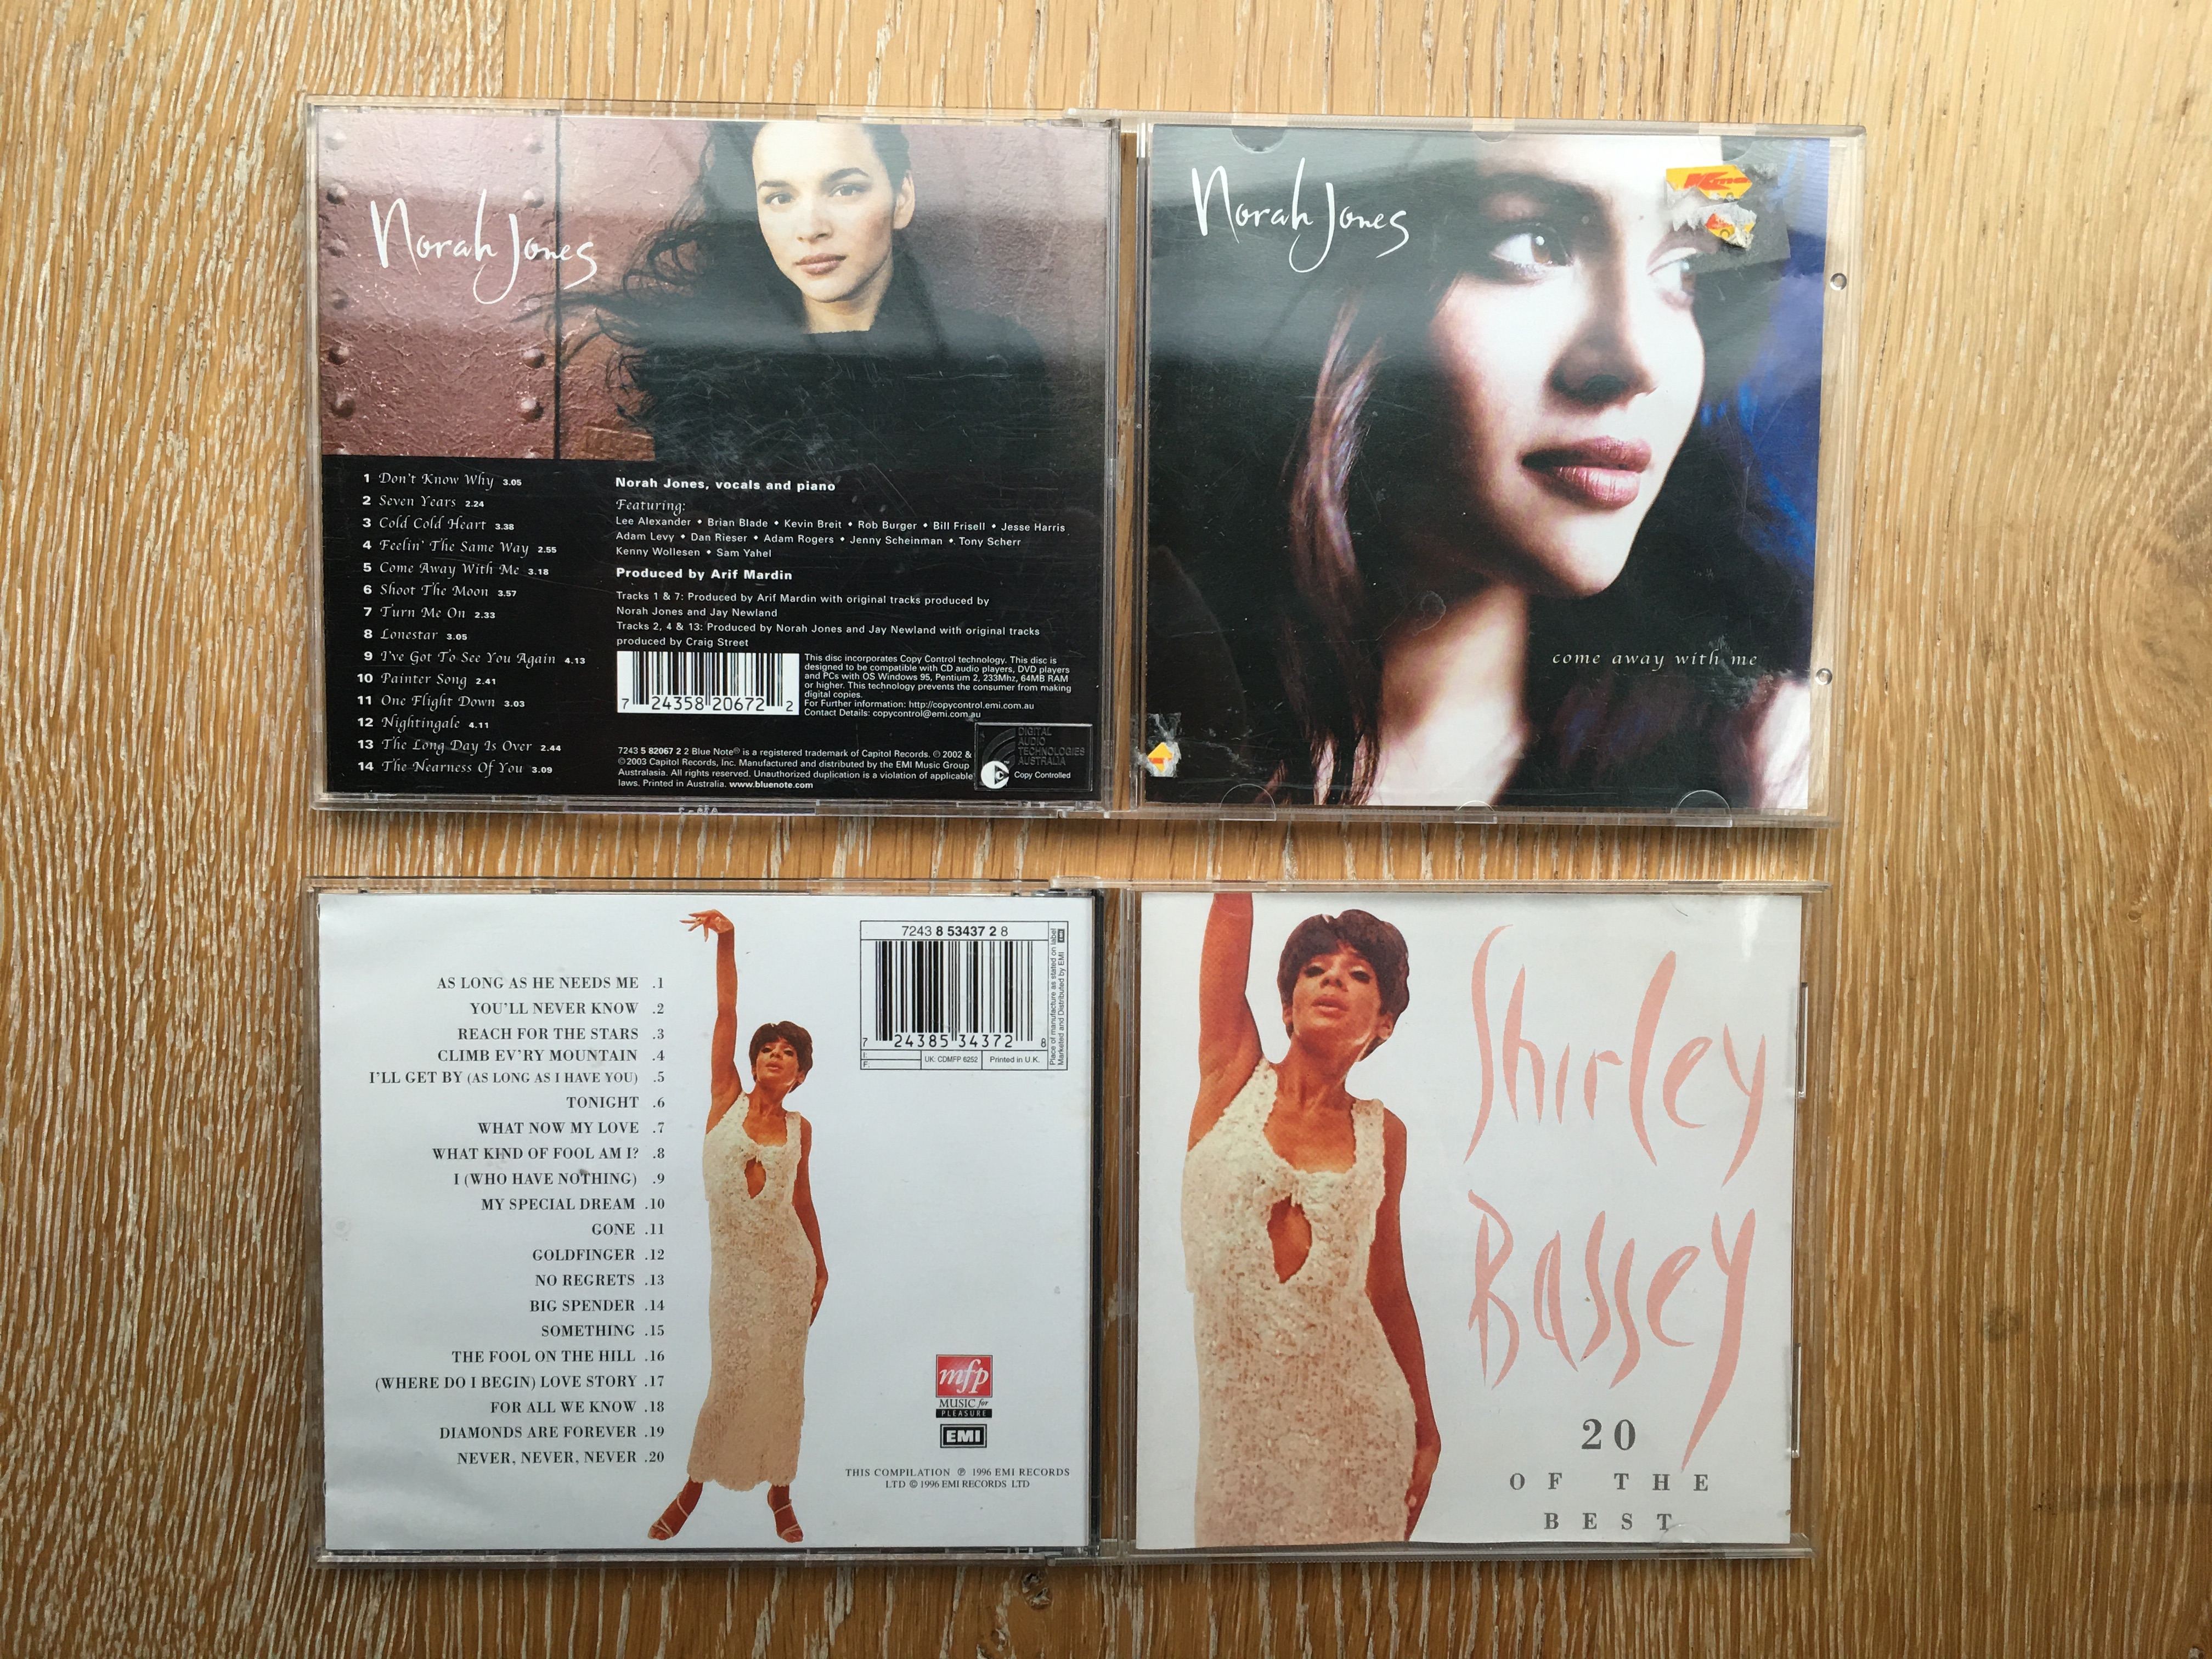 Norah Jones
1 Don't Know Why 3.05
2 Seven Years 2.24
3 Cold Cold Heart 3.38
4 Feelin' The Same Way 2.55
5 Come Away With Me 3.18
6 Shoot The Moon 3.57
7 Turn Me On 2.33
8 Lonestar 3.05
9 I've Got To See You Again 4.13
10 Painter Song 2.41
11 One Flight Down 3.03
12 Nightingale 4.11
13 The Long Day Is Over 2.44
14 The Nearness Of You 3.09
Norah Jones, vocals and piano
Featuring:
Lee Alexander • Brian Blade • Kevin Breit • Rob Burger • Bill Frisell • Jesse Harris
Adam Levy • Dan Rieser • Adam Rogers • Jenny Scheinman • Tony Scherr
Kenny Wollesen • Sam Yahel
Produced by Arif Mardin
Tracks 1 & 7: Produced by Arif Mardin with original tracks produced by
Norah Jones and Jay Newland
Tracks 2, 4 & 13: Produced by Norah Jones and Jay Newland with original tracks
produced by Craig Street
7 24358 20672 2
This disc incorporates Copy Control technology. This disc is
designed to be compatible with CD audio players, DVD players
and PCs with OS Windows 95, Pentium 2, 233Mhz, 64MB RAM
or higher. This technology prevents the consumer from making
digital copies.
For Further information: http://copycontrol.emi.com.au
Contact Details: copycontrol@emi.com.au
7243 5 82067 2 2 Blue Note® is a registered trademark of Capitol Records. ℗ 2002 &
©2003 Capitol Records, Inc. Manufactured and distributed by the EMI Music Group
Australasia. All rights reserved. Unauthorized duplication is a violation of applicable
laws. Printed in Australia. www.bluenote.com
DIGITAL
AUDIO
TECHNOLOGIES
AUSTRALIA
Copy Controlled
Norah Jones
come away with me
AS LONG AS HE NEEDS ME .1
YOU'LL NEVER KNOW .2
REACH FOR THE STARS .3
CLIMB EV'RY MOUNTAIN .4
I'LL GET BY (AS LONG AS I HAVE YOU) .5
TONIGHT .6
WHAT NOW MY LOVE .7
WHAT KIND OF FOOL AM I? .8
I (WHO HAVE NOTHING) .9
MY SPECIAL DREAM .10
GONE .11
GOLDFINGER .12
NO REGRETS .13
BIG SPENDER .14
SOMETHING .15
THE FOOL ON THE HILL .16
(WHERE DO I BEGIN) LOVE STORY .17
FOR ALL WE KNOW .18
DIAMONDS ARE FOREVER .19
NEVER, NEVER, NEVER .20
7243 8 53437 2 8
7 24385 34372 8
I:
F:
UK: CDMFP 6252
Printed in U.K.
Place of manufacture as stated on label
Marketed and Distributed by EMI
mfp
MUSIC for
PLEASURE
EMI
THIS COMPILATION ℗ 1996 EMI RECORDS
LTD © 1996 EMI RECORDS LTD
Shirley
Bassey
20
OF THE
BEST